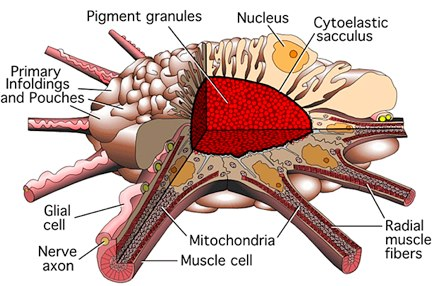 Pigment granules
Nucleus
Cytoelastic
sacculus
Primary
Infoldings
and Pouches
Glial
cell
Nerve
axon
Mitochondria
Muscle cell
Radial
muscle
fibers